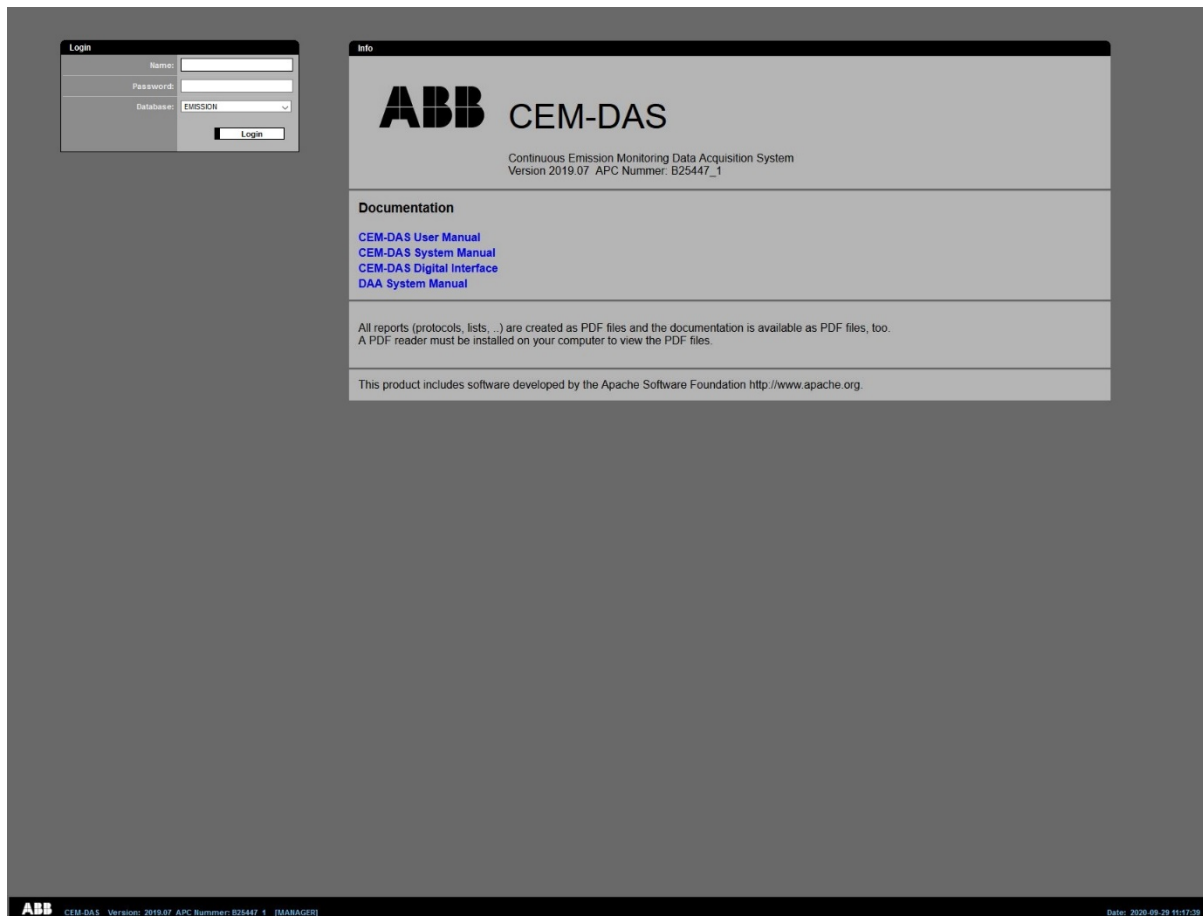 Login
Name:
Password:
Database: EMISSION
Login
Info
ABB CEM-DAS
Continuous Emission Monitoring Data Acquisition System
Version 2019.07 APC Nummer: B25447_1
Documentation
CEM-DAS User Manual
CEM-DAS System Manual
CEM-DAS Digital Interface
DAA System Manual
All reports (protocols, lists, ..) are created as PDF files and the documentation is available as PDF files, too.
A PDF reader must be installed on your computer to view the PDF files.
This product includes software developed by the Apache Software Foundation http://www.apache.org.
ABB CEM-DAS Version: 2019.07 APC Nummer: B25447_1 [MANAGER] Date: 2020-09-29 11:17:35